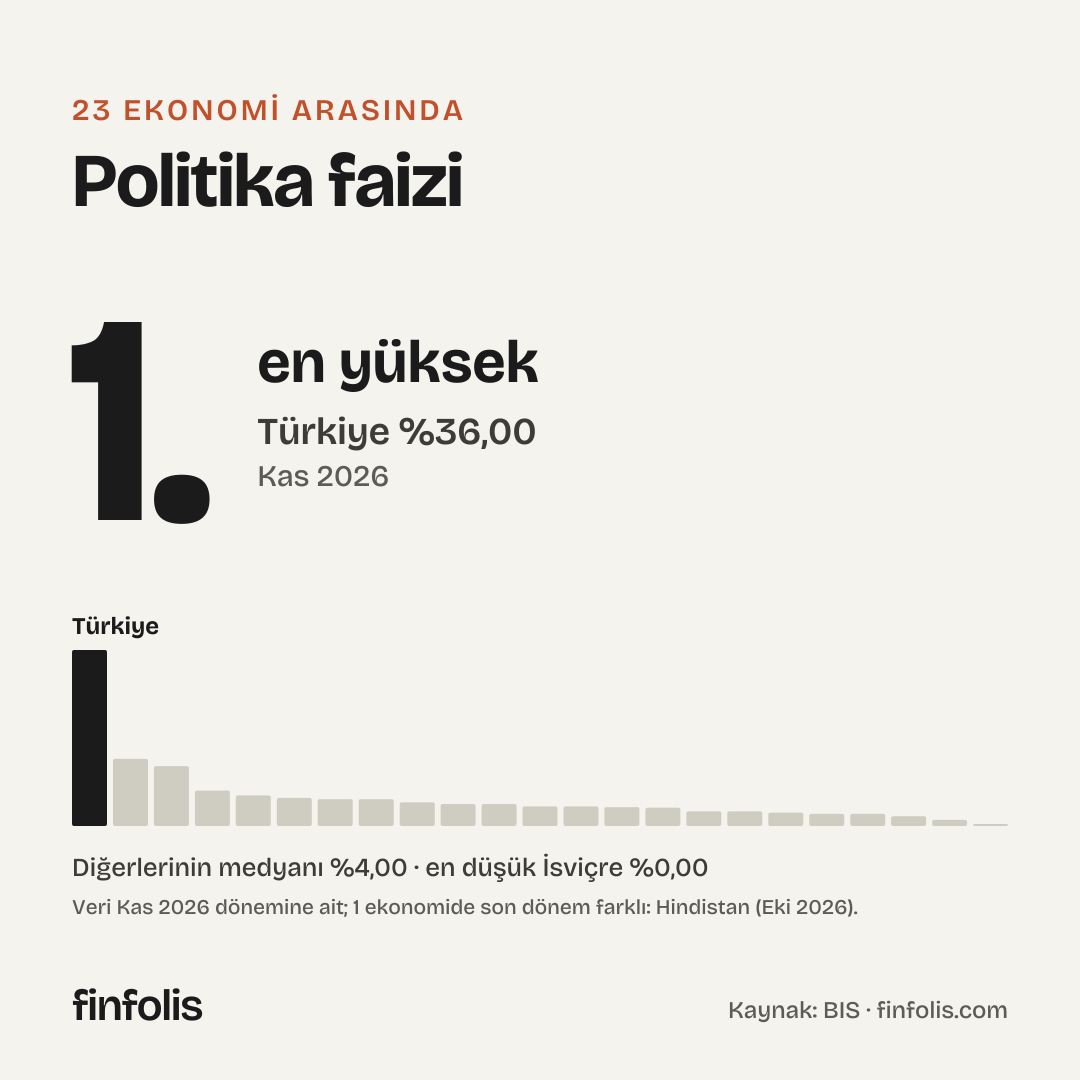 23 EKONOMİ ARASINDA
Politika faizi
1.
en yüksek
Türkiye %36,00
Kas 2026
Türkiye
Diğerlerinin medyanı %4,00 · en düşük İsviçre %0,00
Veri Kas 2026 dönemine ait; 1 ekonomide son dönem farklı: Hindistan (Eki 2026).
finfolis
Kaynak: BIS · finfolis.com